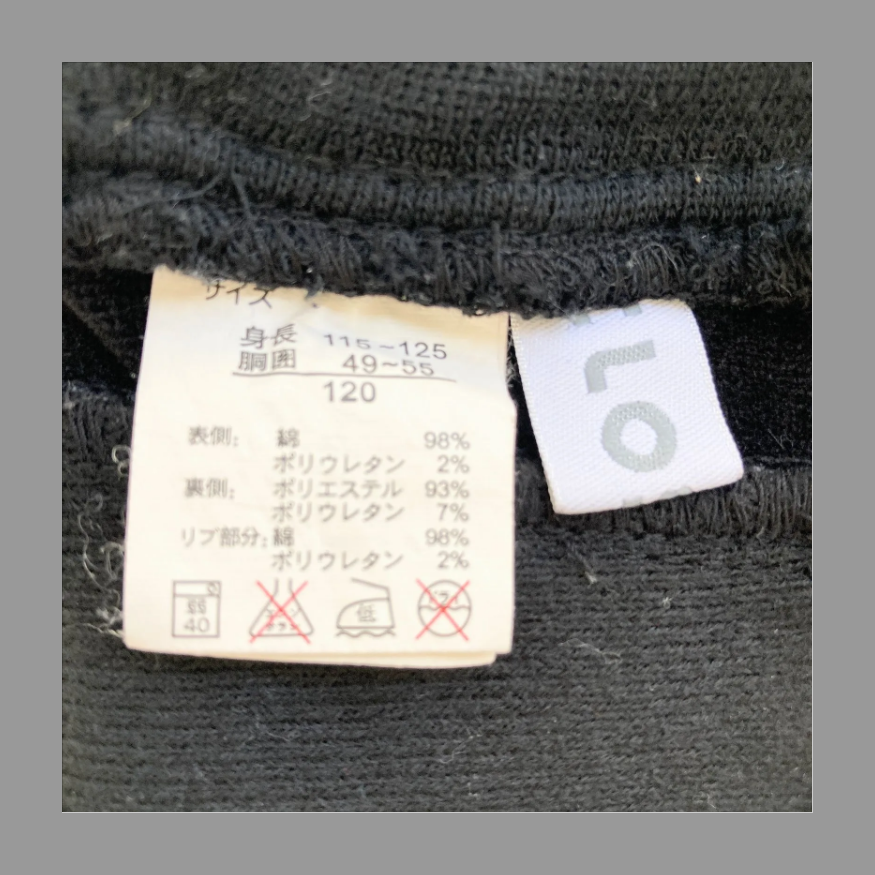 サイズ
身長 115~125
胴囲 49~55
120
表側: 綿 98%
ポリウレタン 2%
裏側: ポリエステル 93%
ポリウレタン 7%
リブ部分: 綿 98%
ポリウレタン 2%
40
低
LO